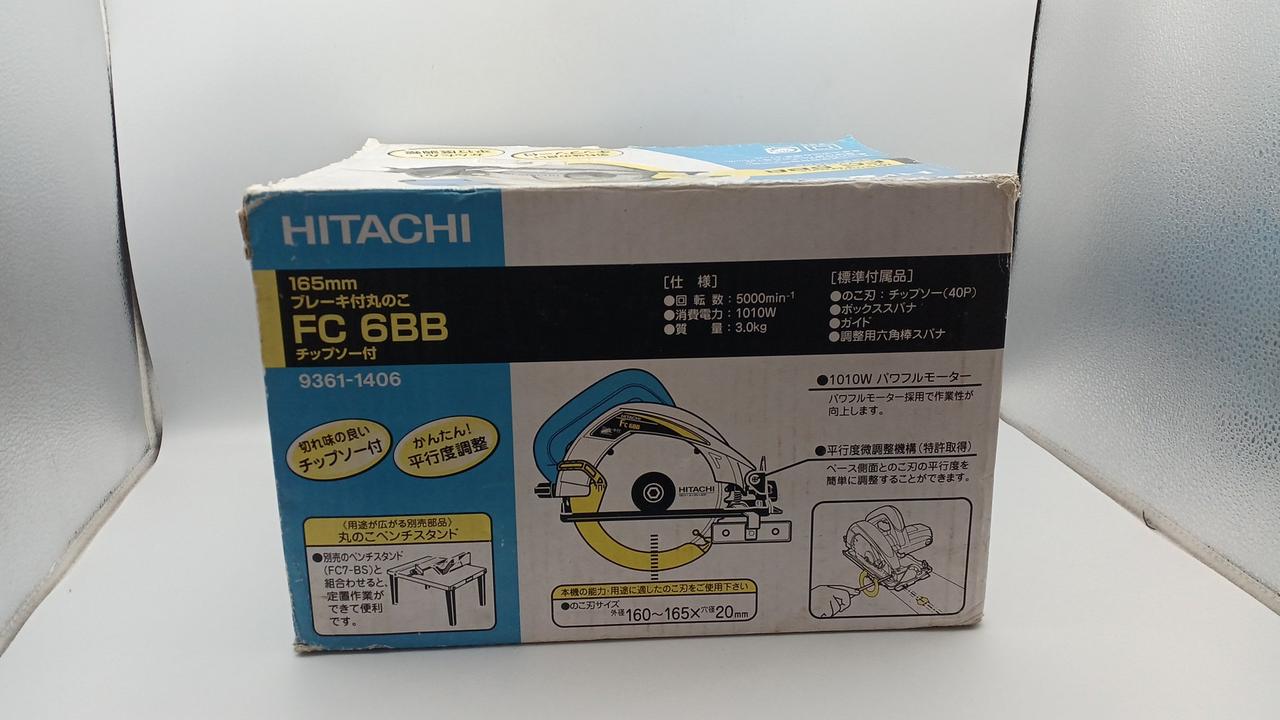 HITACHI
165mm
ブレーキ付丸のこ
FC 6BB
チップソー付
9361-1406
[仕 様]
●回 転 数：5000min-1
●消費電力：1010W
●質 量：3.0kg
[標準付属品]
●のこ刃：チップソー(40P)
●ボックススパナ
●ガイド
●調整用六角棒スパナ
切れ味の良い
チップソー付
かんたん!
平行度調整
〈用途が広がる別売部品〉
丸のこベンチスタンド
●別売のベンチスタンド
(FC7-BS)と
組合わせると、
定置作業が
できて便利
です。
HITACHI
FC 6BB
HITACHI
本機の能力・用途に適したのこ刃をご使用下さい
●のこ刃サイズ
外径160～165×穴径20mm
●1010W パワフルモーター
パワフルモーター採用で作業性が
向上します。
●平行度微調整機構(特許取得)
ベース側面とのこ刃の平行度を
簡単に調整することができます。